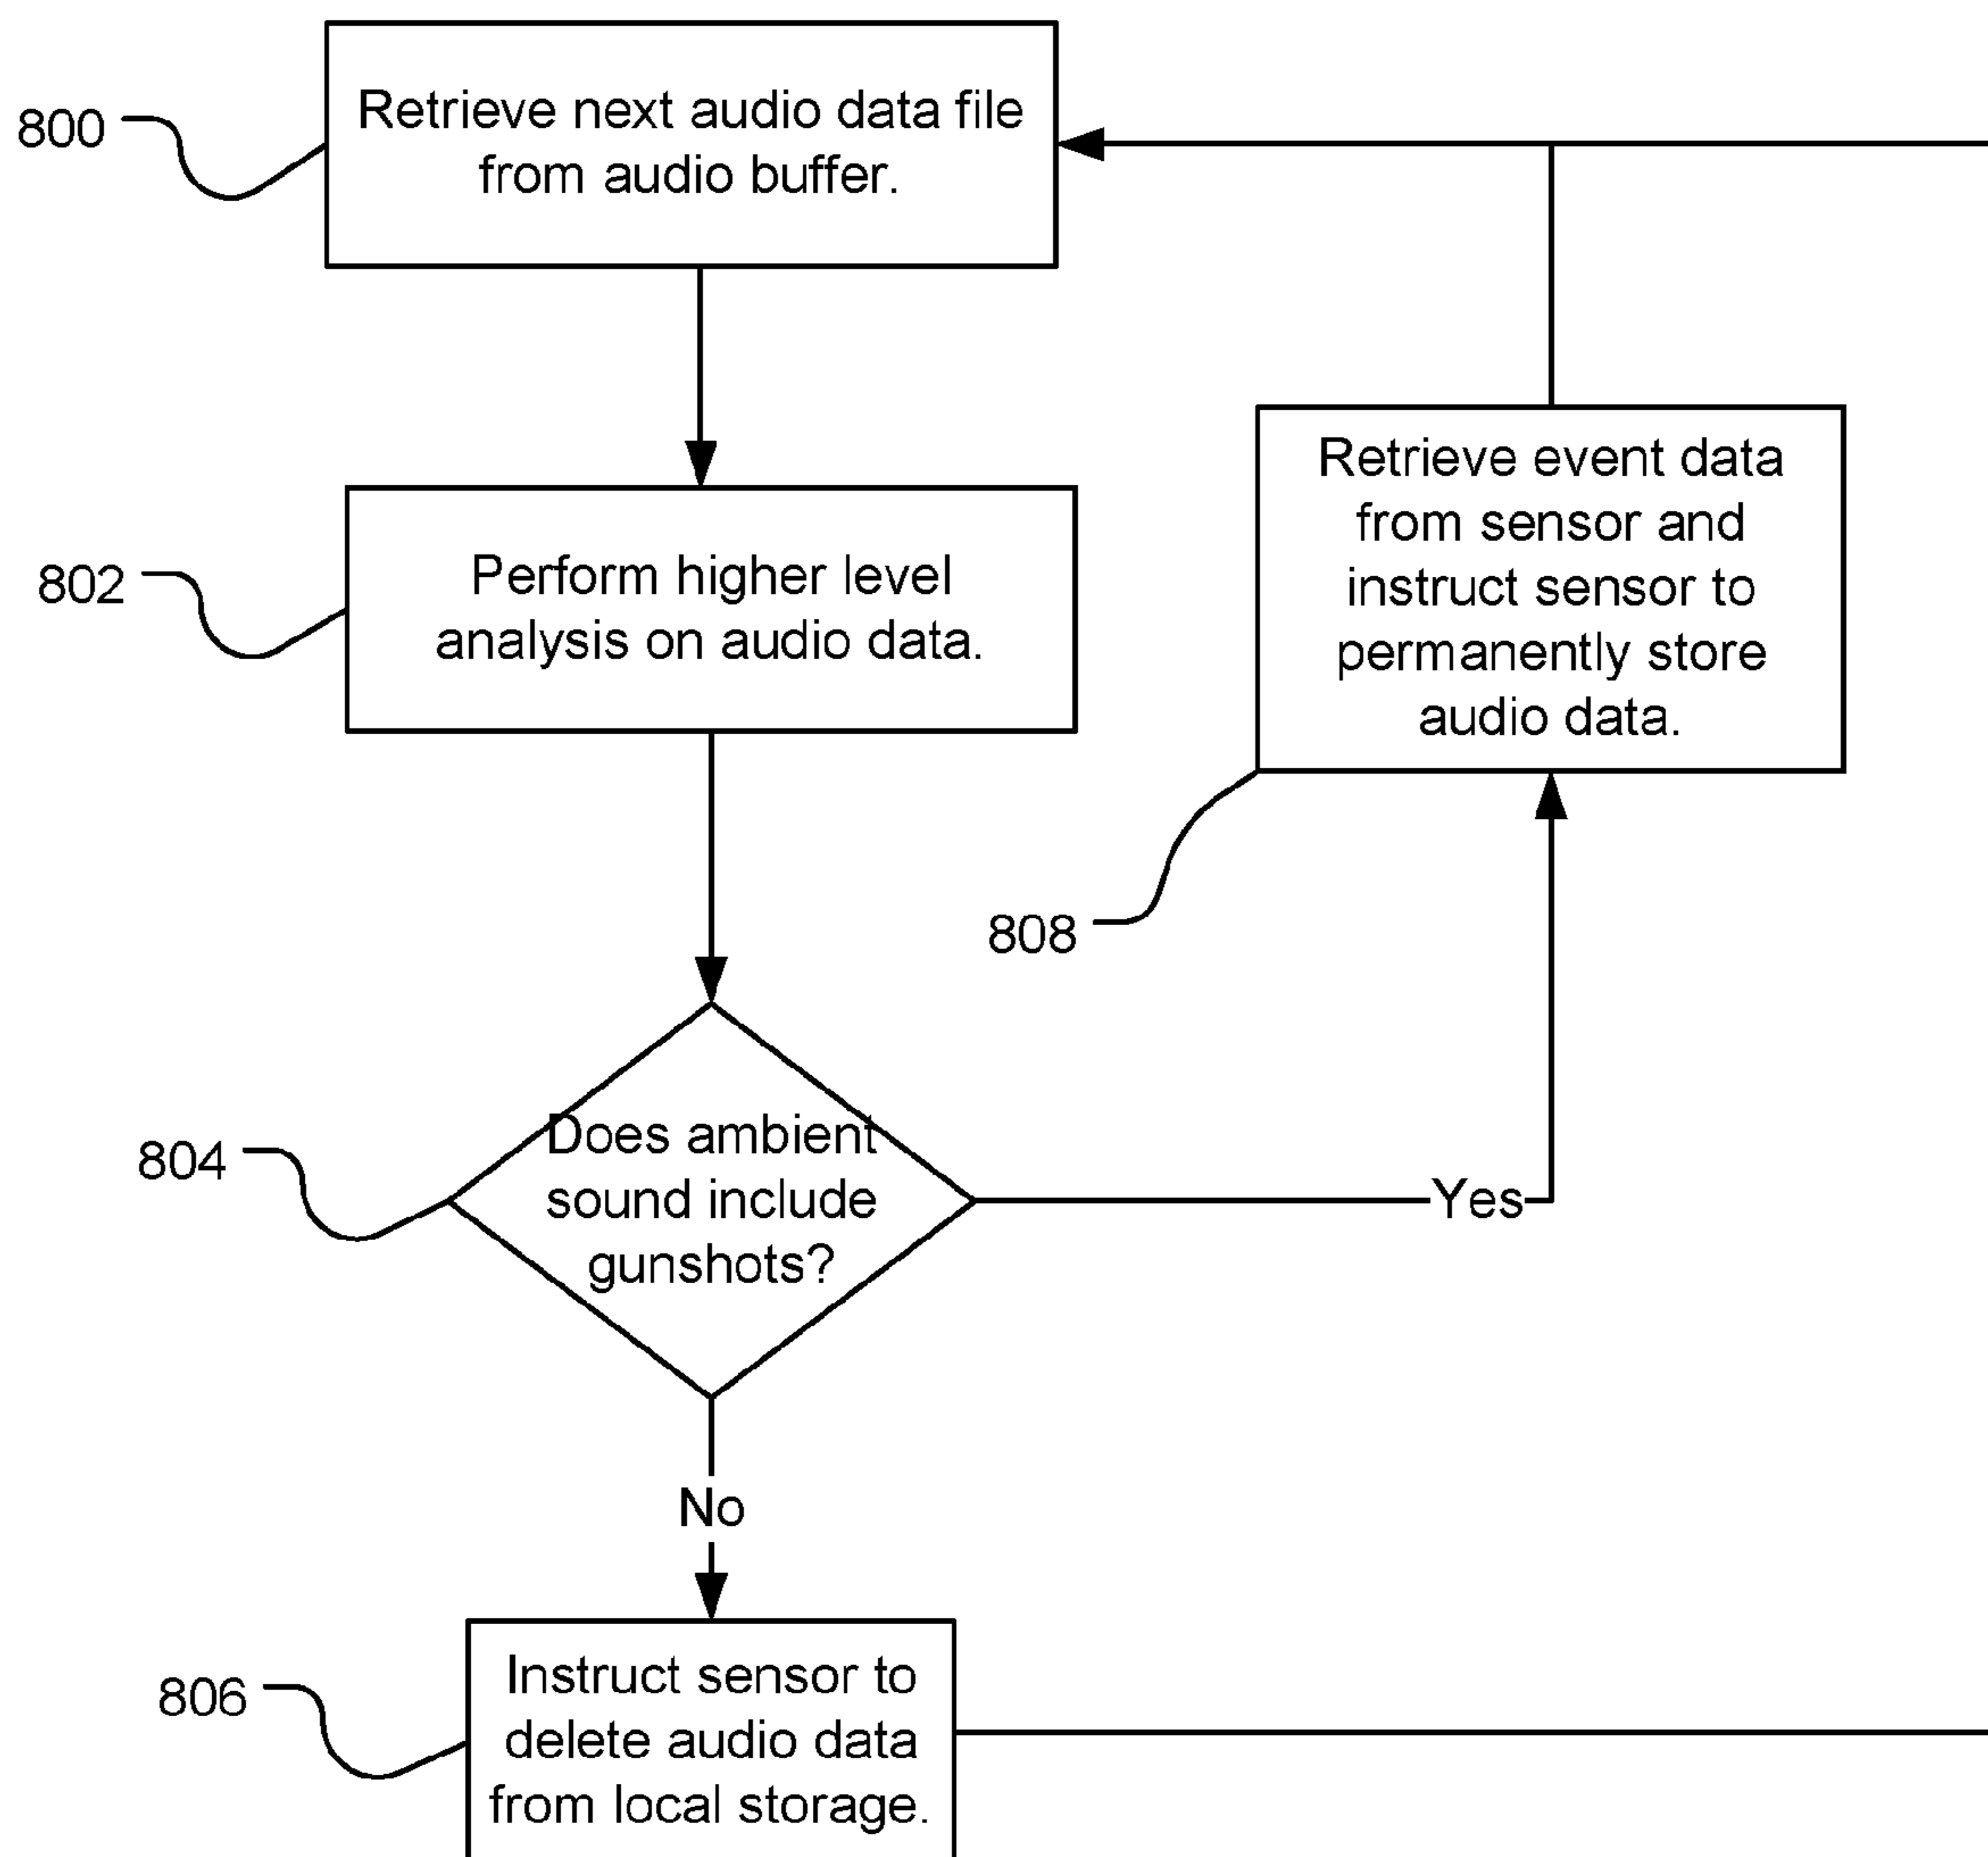 800
Retrieve next audio data file
from audio buffer.
802
Perform higher level
analysis on audio data.
Retrieve event data
from sensor and
instruct sensor to
permanently store
audio data.
808
804
Does ambient
sound include
gunshots?
Yes
No
806
Instruct sensor to
delete audio data
from local storage.